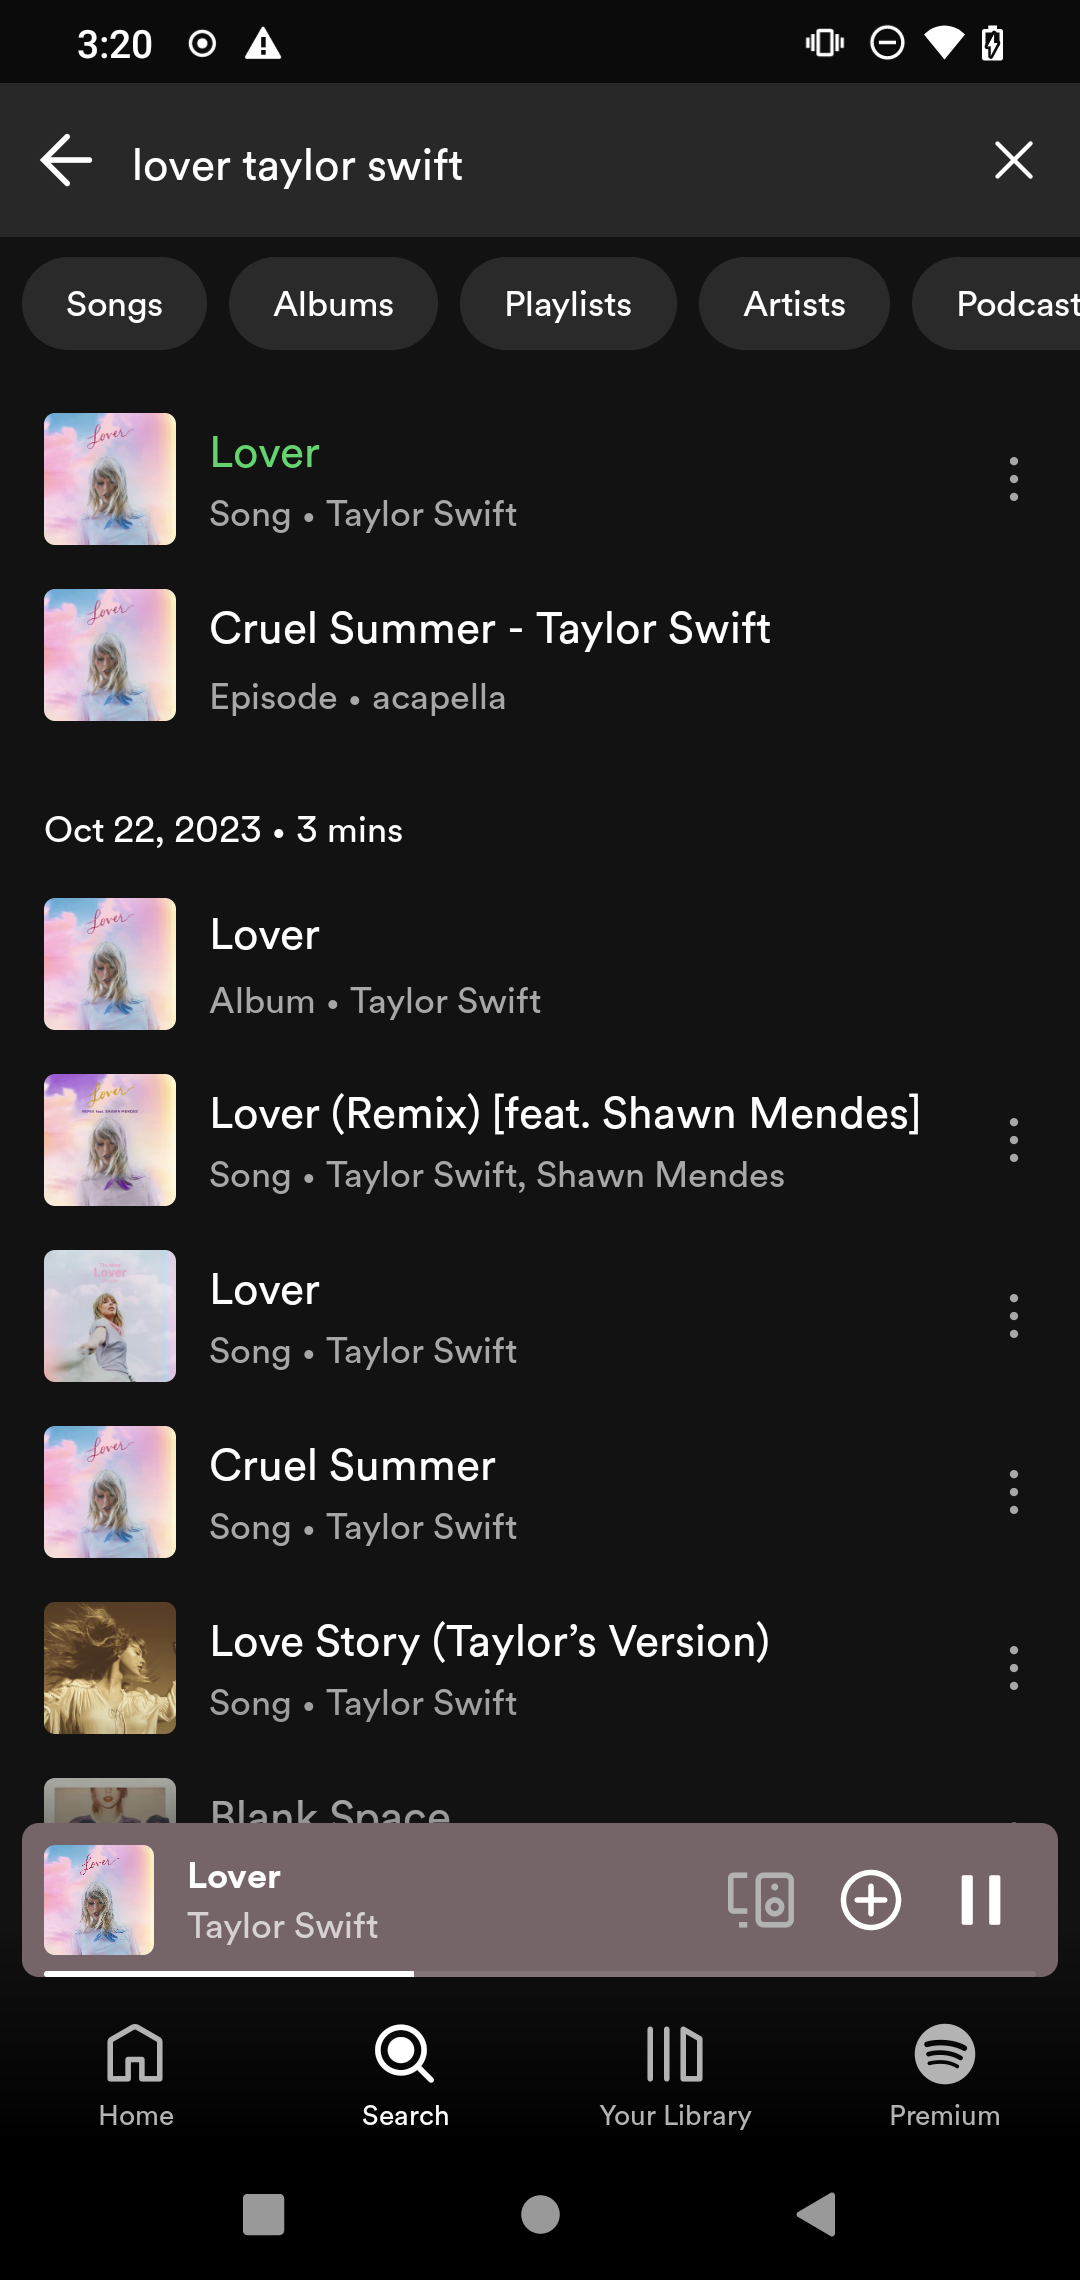 3:20
lover taylor swift
Songs
Albums
Playlists
Artists
Podcast
Lover
Song • Taylor Swift
Cruel Summer - Taylor Swift
Episode • acapella
Oct 22, 2023 • 3 mins
Lover
Album • Taylor Swift
Lover (Remix) [feat. Shawn Mendes]
Song • Taylor Swift, Shawn Mendes
Lover
Song • Taylor Swift
Cruel Summer
Song • Taylor Swift
Love Story (Taylor’s Version)
Song • Taylor Swift
Blank Space
Lover
Taylor Swift
Home
Search
Your Library
Premium